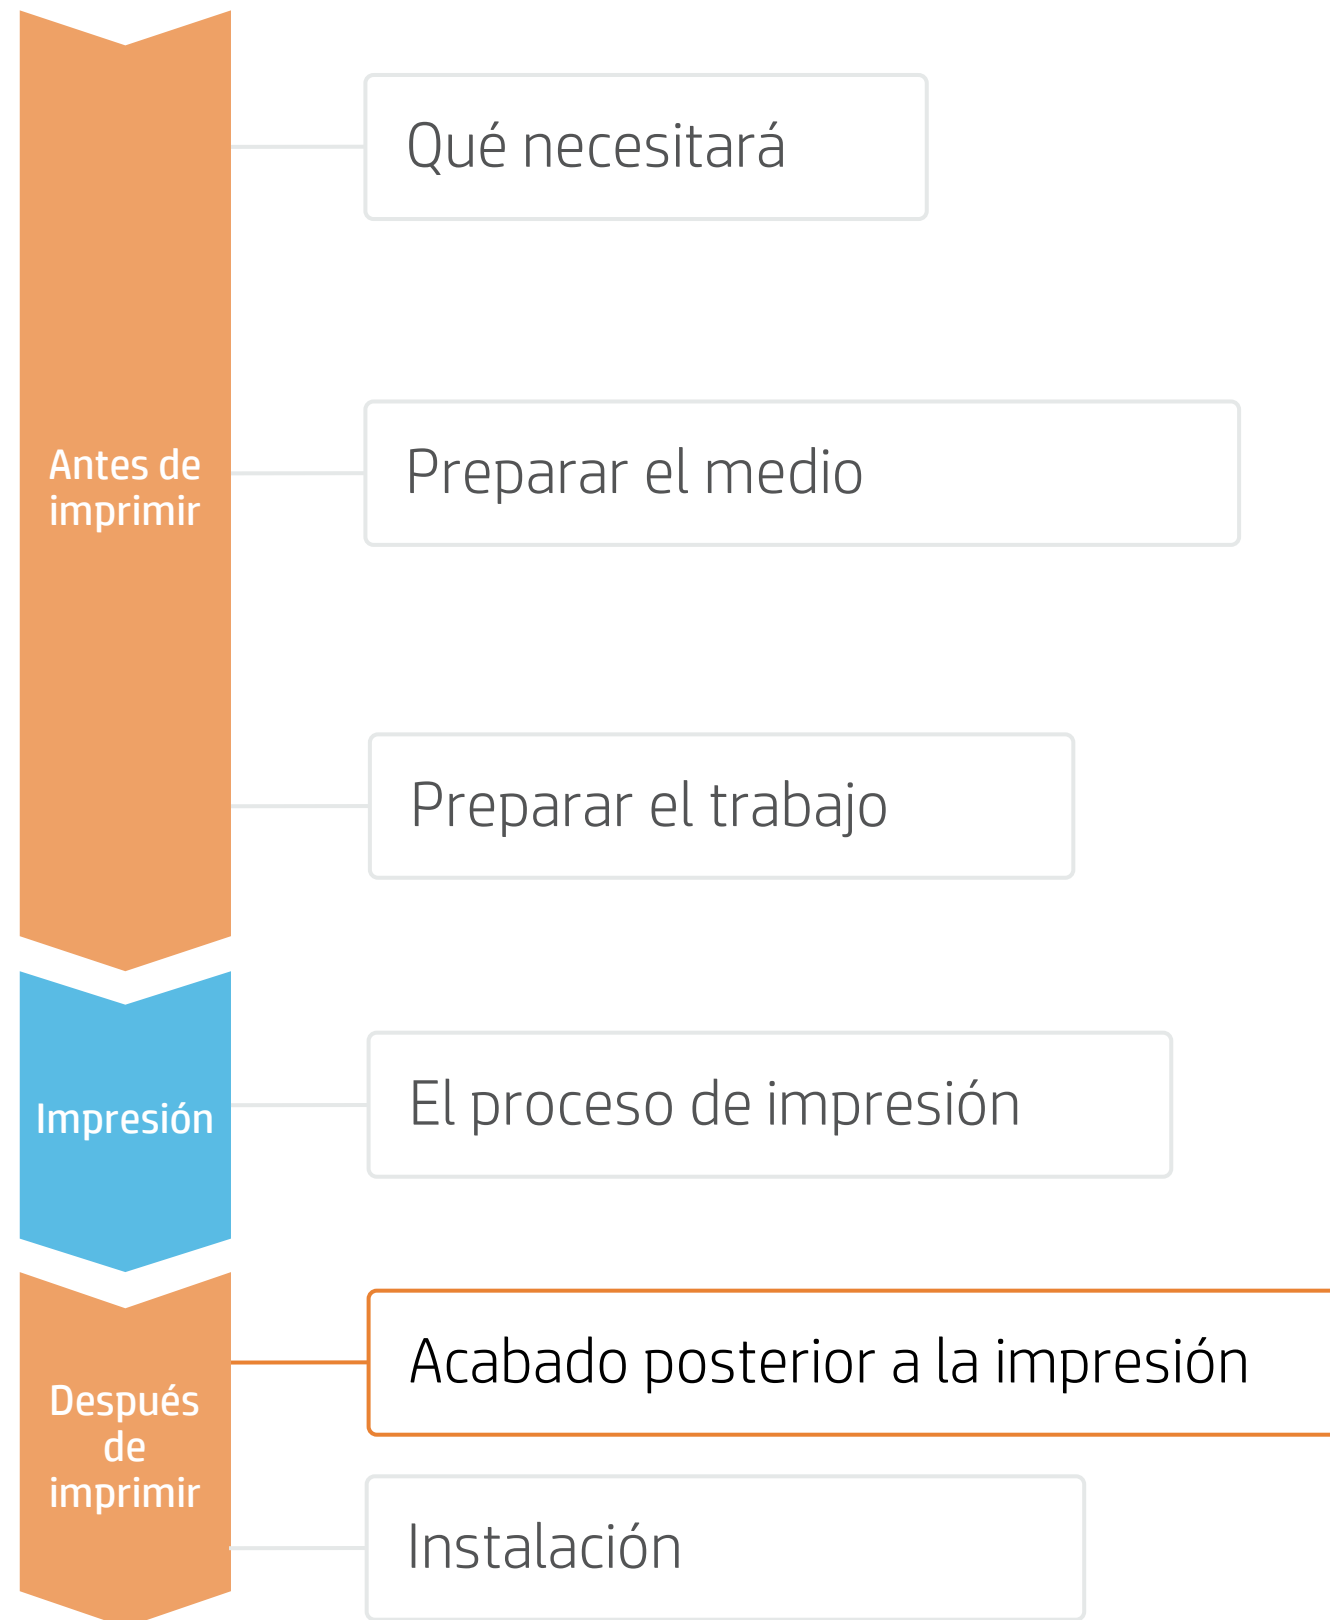 Qué necesitará
Antes de
imprimir
Preparar el medio
Preparar el trabajo
Impresión
El proceso de impresión
Después
de
imprimir
Acabado posterior a la impresión
Instalación